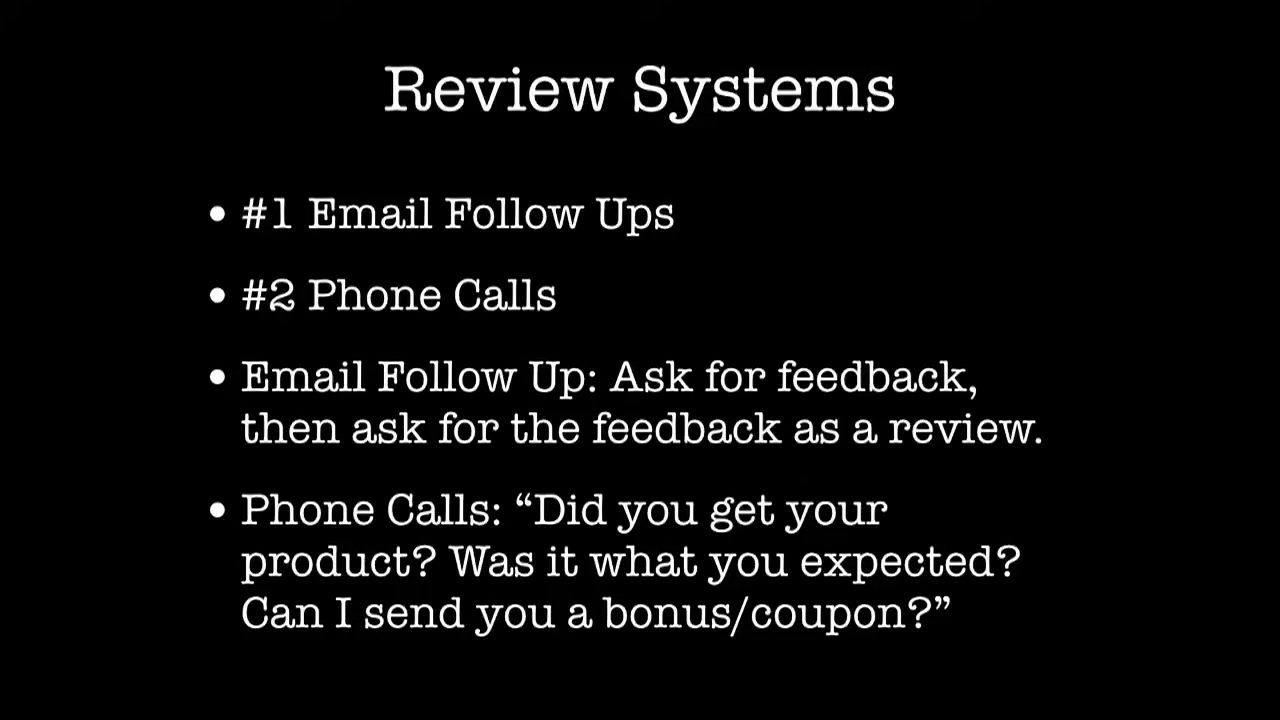 Review Systems
• #1 Email Follow Ups
• #2 Phone Calls
• Email Follow Up: Ask for feedback,
then ask for the feedback as a review.
• Phone Calls: “Did you get your
product? Was it what you expected?
Can I send you a bonus/coupon?”